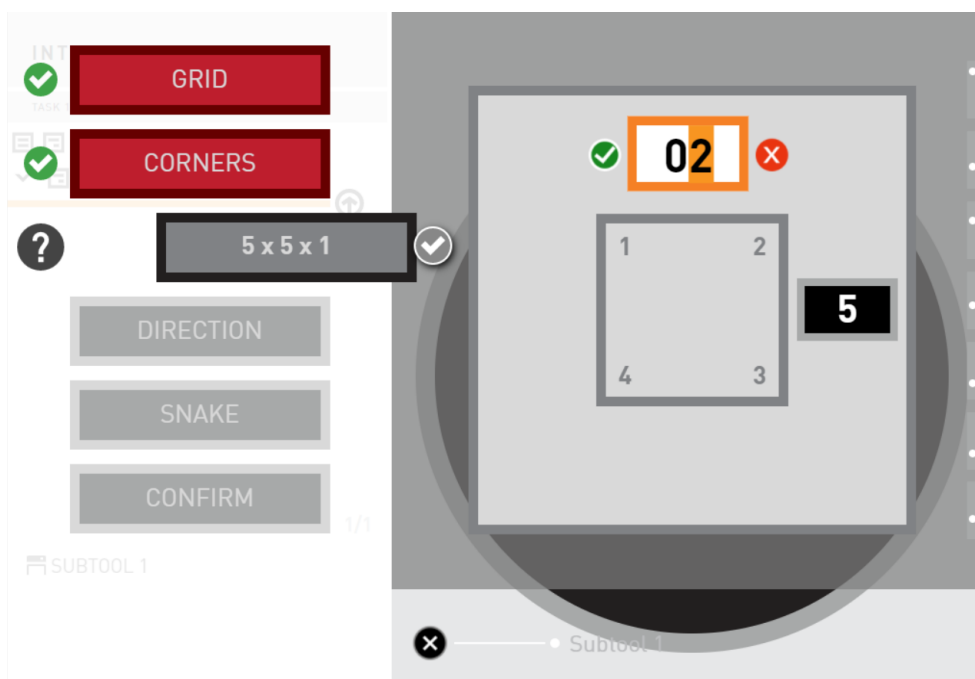 INT
GRID
TASK 1
CORNERS
?
5 x 5 x 1
DIRECTION
SNAKE
CONFIRM
1/1
SUBTOOL 1
02
1 2
5
4 3
Subtool 1